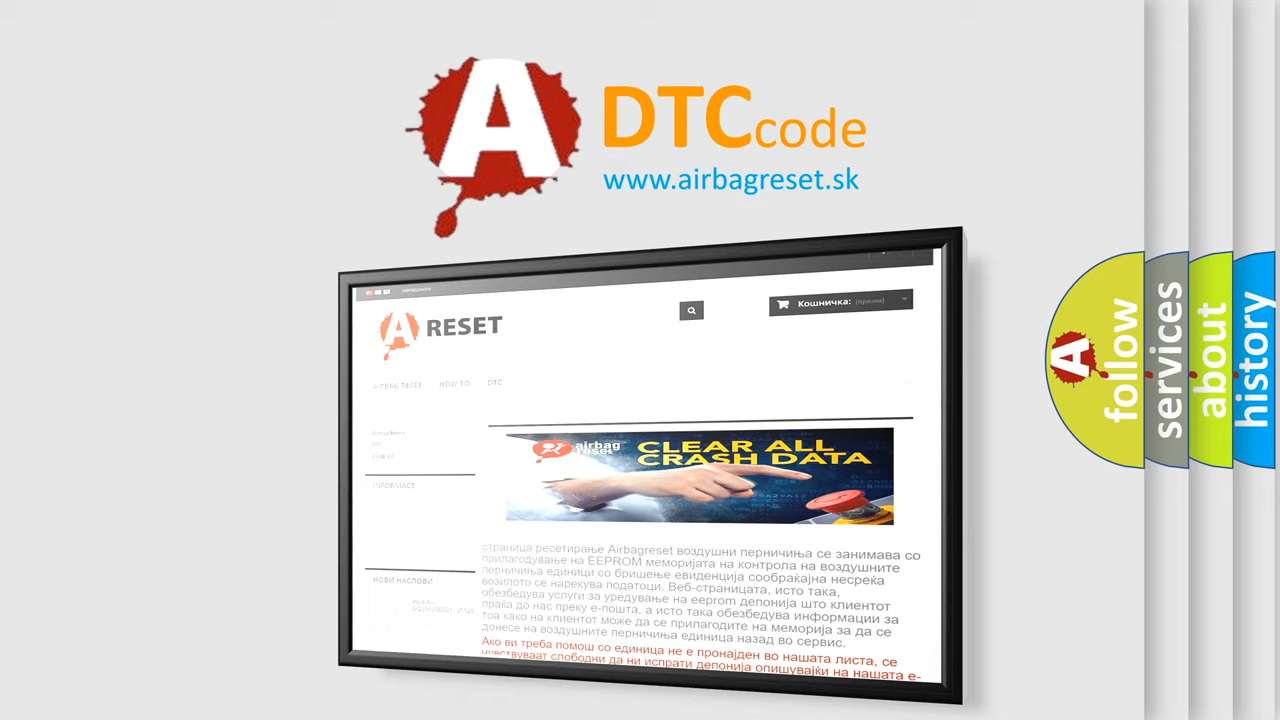 A
DTC code
www.airbagreset.sk
A RESET
Кошничка: (празни)
AIRBAG RESET HOW TO DTC
INFORMACE
НОВИ НАСЛОВИ
airbag
reset
CLEAR ALL
CRASH DATA
страница ресетирање Airbagreset воздушни перничиња се занимава со
прилагодување на EEPROM меморијата на контрола на воздушните
перничиња единици со бришење евиденција сообраќајна несреќа
возилото се нарекува податоци. Веб-страницата, исто така,
обезбедува услуги за уредување на eeprom депонија што клиентот
праќа до нас преку е-пошта, а исто така обезбедува информации за
тоа како на клиентот може да се прилагодите на меморија за да се
донесе на воздушните перничиња единица назад во сервис.
Ако ви треба помош со единица не е пронајден во нашата листа, се
чувствуваат слободни да ни испрати депонија опишувајќи на нашата е-
A
follow
services
about
history